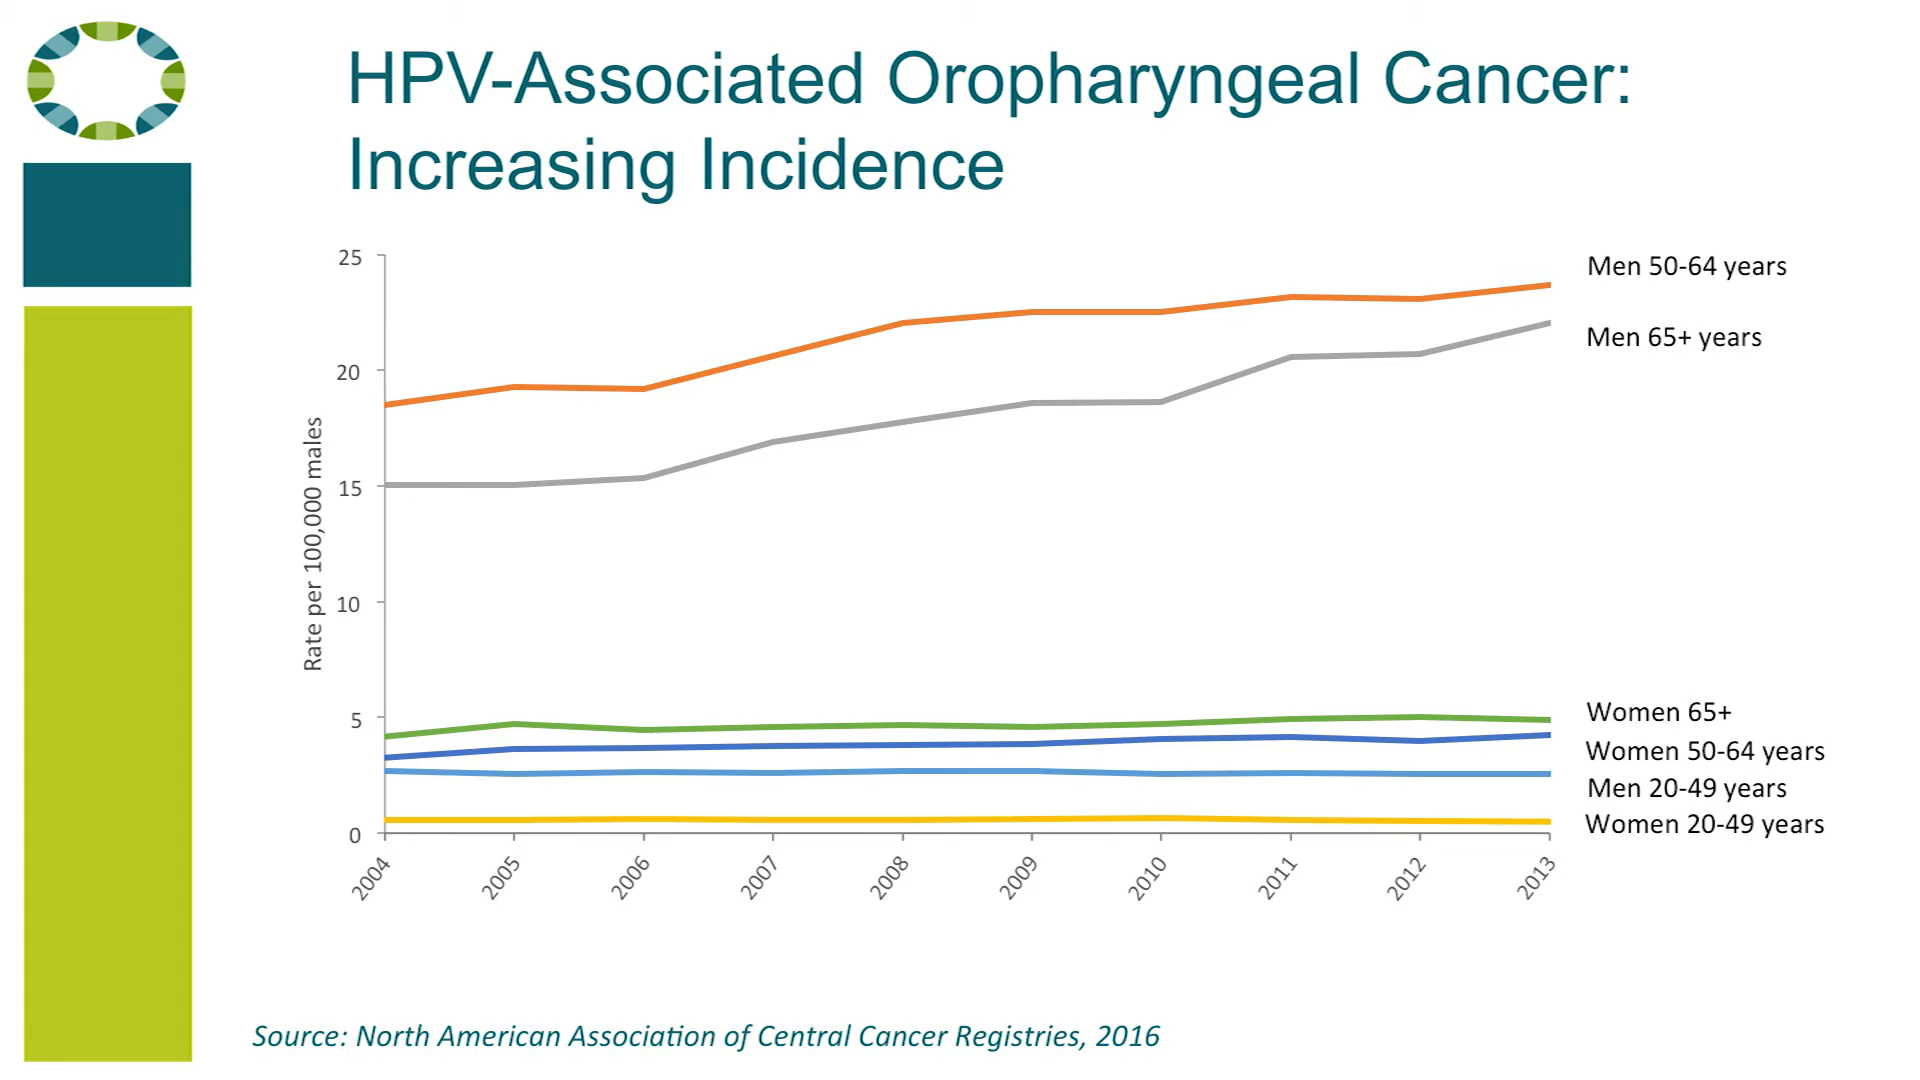 HPV-Associated Oropharyngeal Cancer:
Increasing Incidence
Rate per 100,000 males
25
20
15
10
5
0
2004
2005
2006
2007
2008
2009
2010
2011
2012
2013
Men 50-64 years
Men 65+ years
Women 65+
Women 50-64 years
Men 20-49 years
Women 20-49 years
Source: North American Association of Central Cancer Registries, 2016